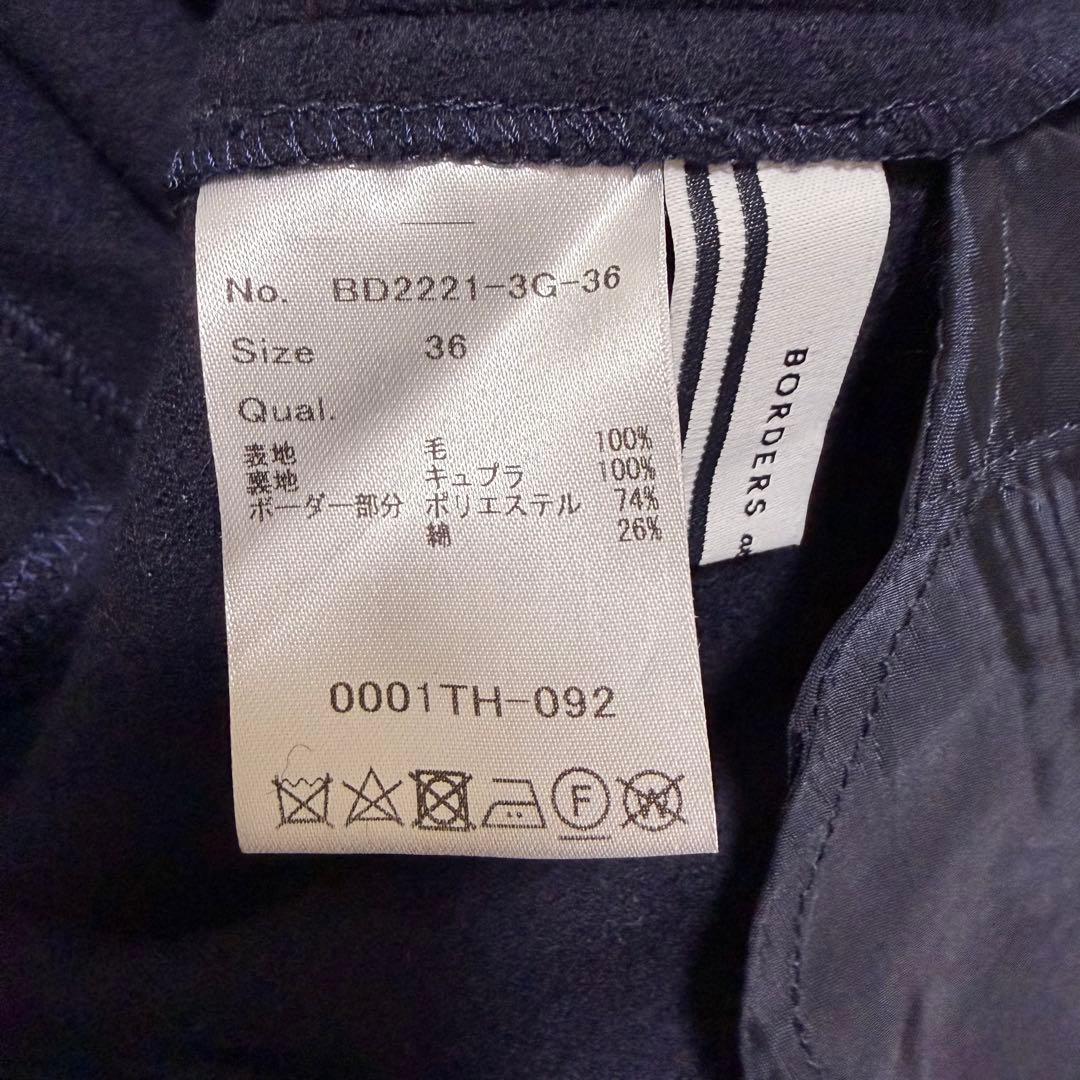 No. BD2221-3G-36
Size 36
Qual.
表地 毛 100%
裏地 キュプラ 100%
ボーダー部分 ポリエステル 74%
綿 26%
0001TH-092
F
W
BORDERS